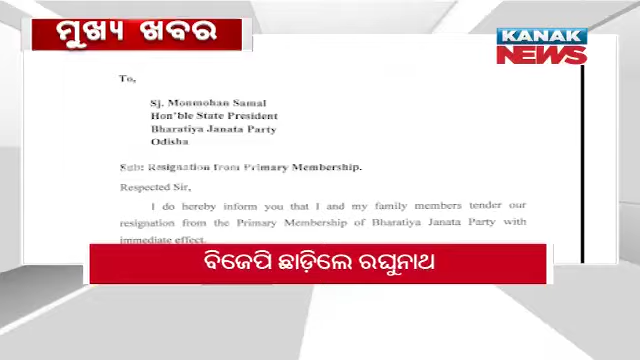 ମୁଖ୍ୟ ଖବର
KANAK
NEWS
To,
Sj. Monmohan Samal
Hon'ble State President
Bharatiya Janata Party
Odisha
Sub: Resignation from Primary Membership.
Respected Sir,
I do hereby inform you that I and my family members tender our
resignation from the Primary Membership of Bharatiya Janata Party with
immediate effect.
ବିଜେପି ଛାଡ଼ିଲେ ରଘୁନାଥ